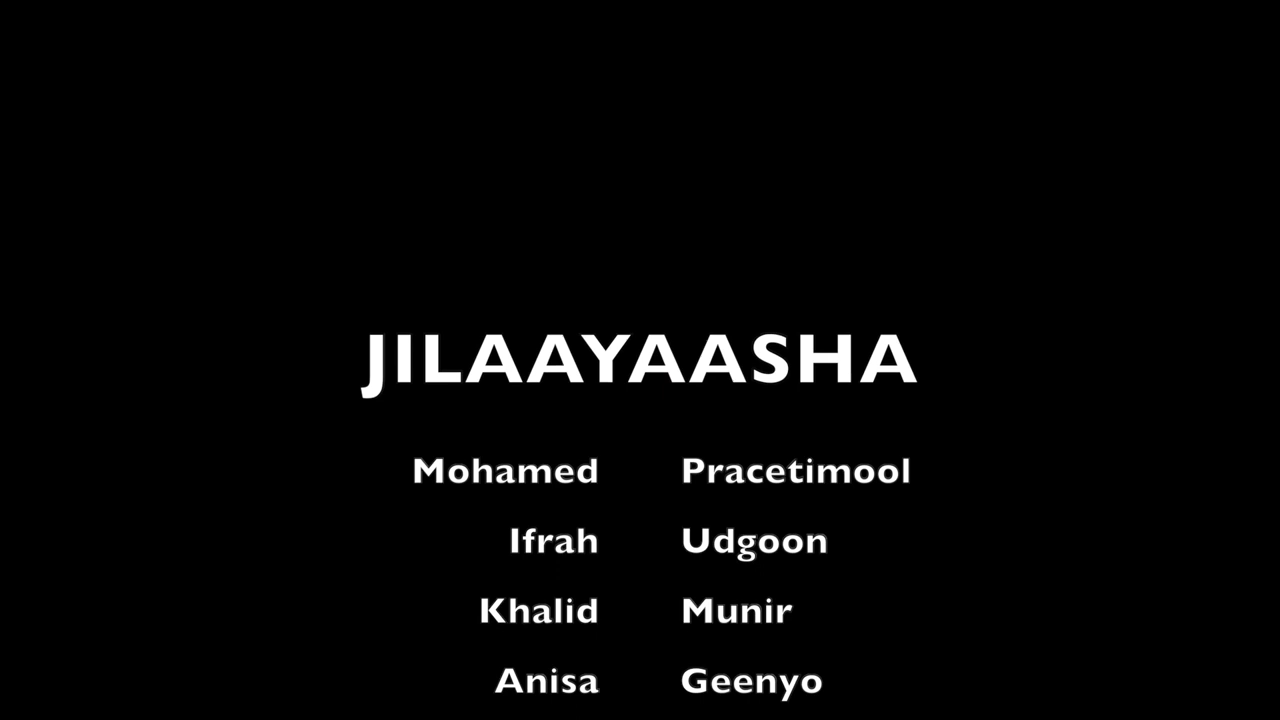 JILAAYAASHA
Mohamed Pracetimool
Ifrah Udgoon
Khalid Munir
Anisa Geenyo